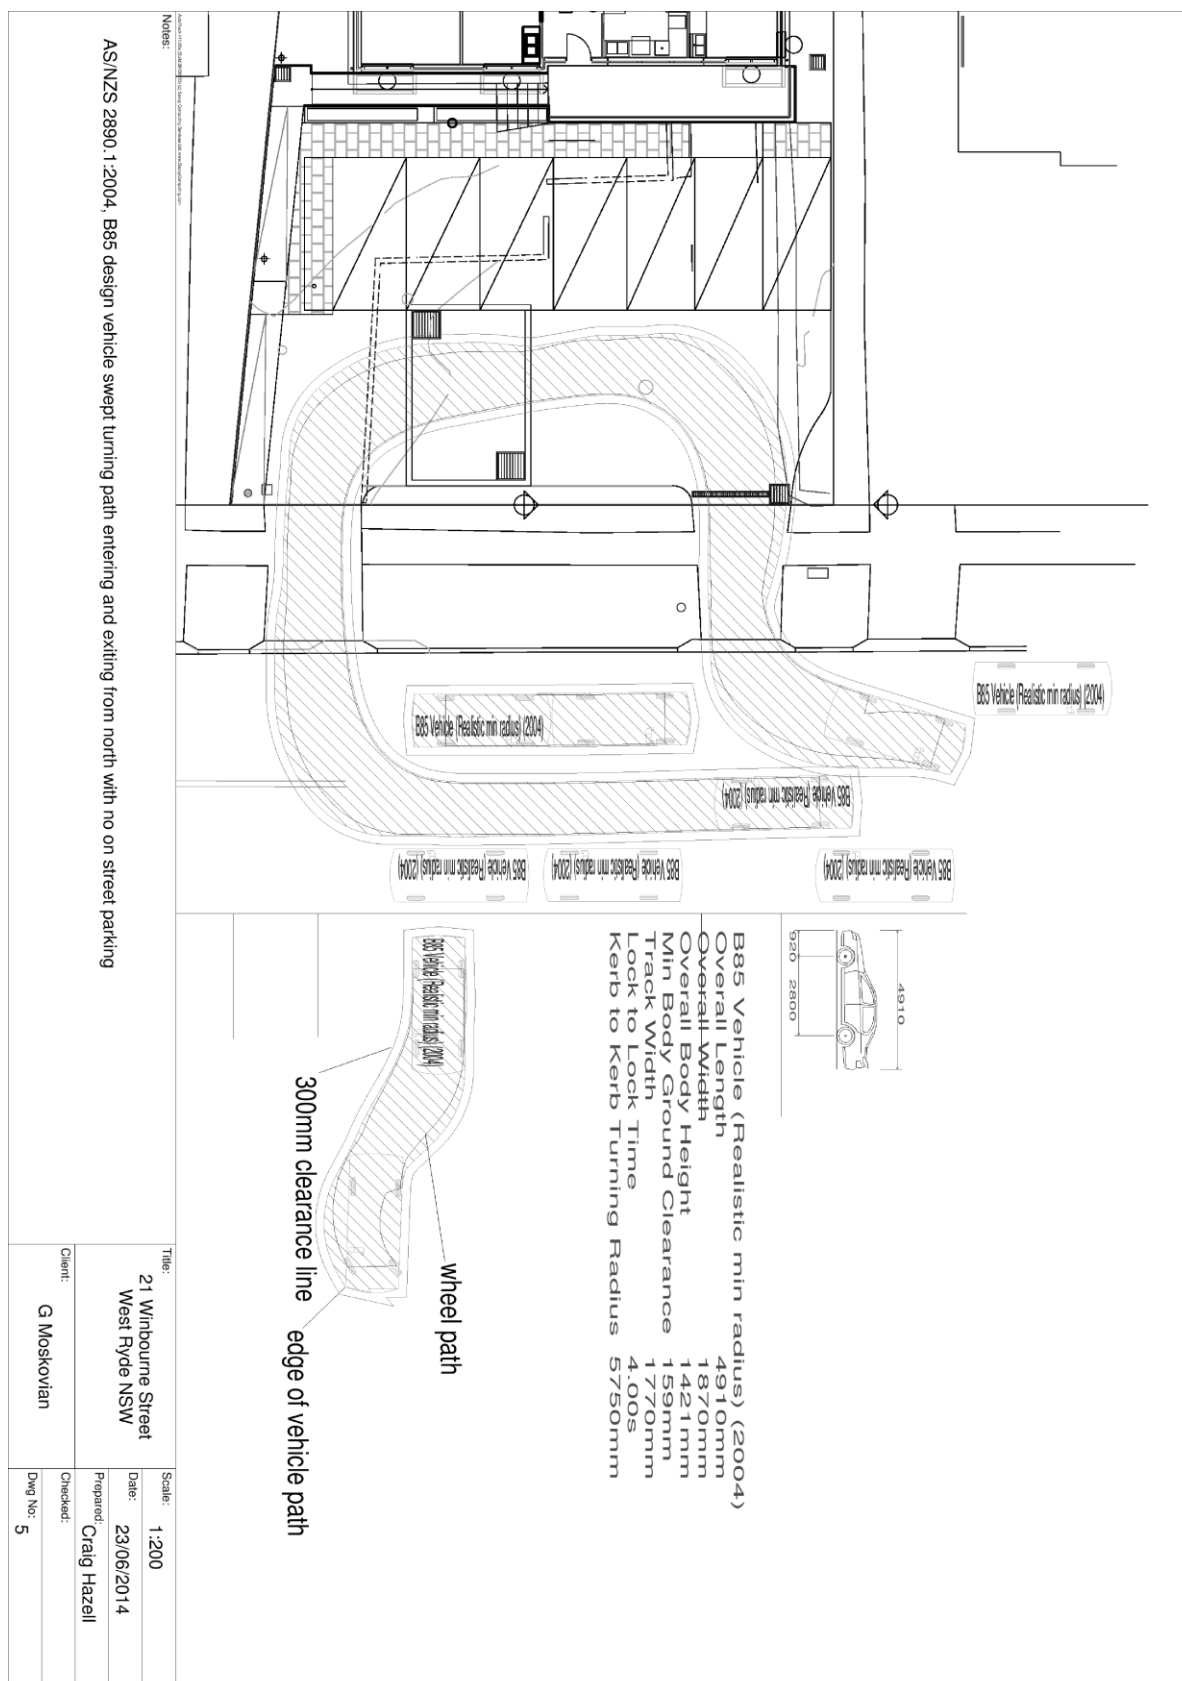 B85 Vehicle (Realistic min radius) (2004)
B85 Vehicle (Realistic min radius) (2004)
B85 Vehicle (Realistic min radius) (2004)
B85 Vehicle (Realistic min radius) (2004)
B85 Vehicle (Realistic min radius) (2004)
B85 Vehicle (Realistic min radius) (2004)
4910
920
2800
B85 Vehicle (Realistic min radius) (2004)
Overall Length 4910mm
Overall Width 1870mm
Overall Body Height 1421mm
Min Body Ground Clearance 159mm
Track Width 1770mm
Lock to Lock Time 4.00s
Kerb to Kerb Turning Radius 5750mm
B85 Vehicle (Realistic min radius) (2004)
wheel path
300mm clearance line
edge of vehicle path
Notes:
AS/NZS 2890.1:2004, B85 design vehicle swept turning path entering and exiting from north with no on street parking
Title:
21 Winbourne Street
West Ryde NSW
Client:
G Moskovian
Scale: 1:200
Date: 23/06/2014
Prepared: Craig Hazell
Checked:
Dwg No: 5